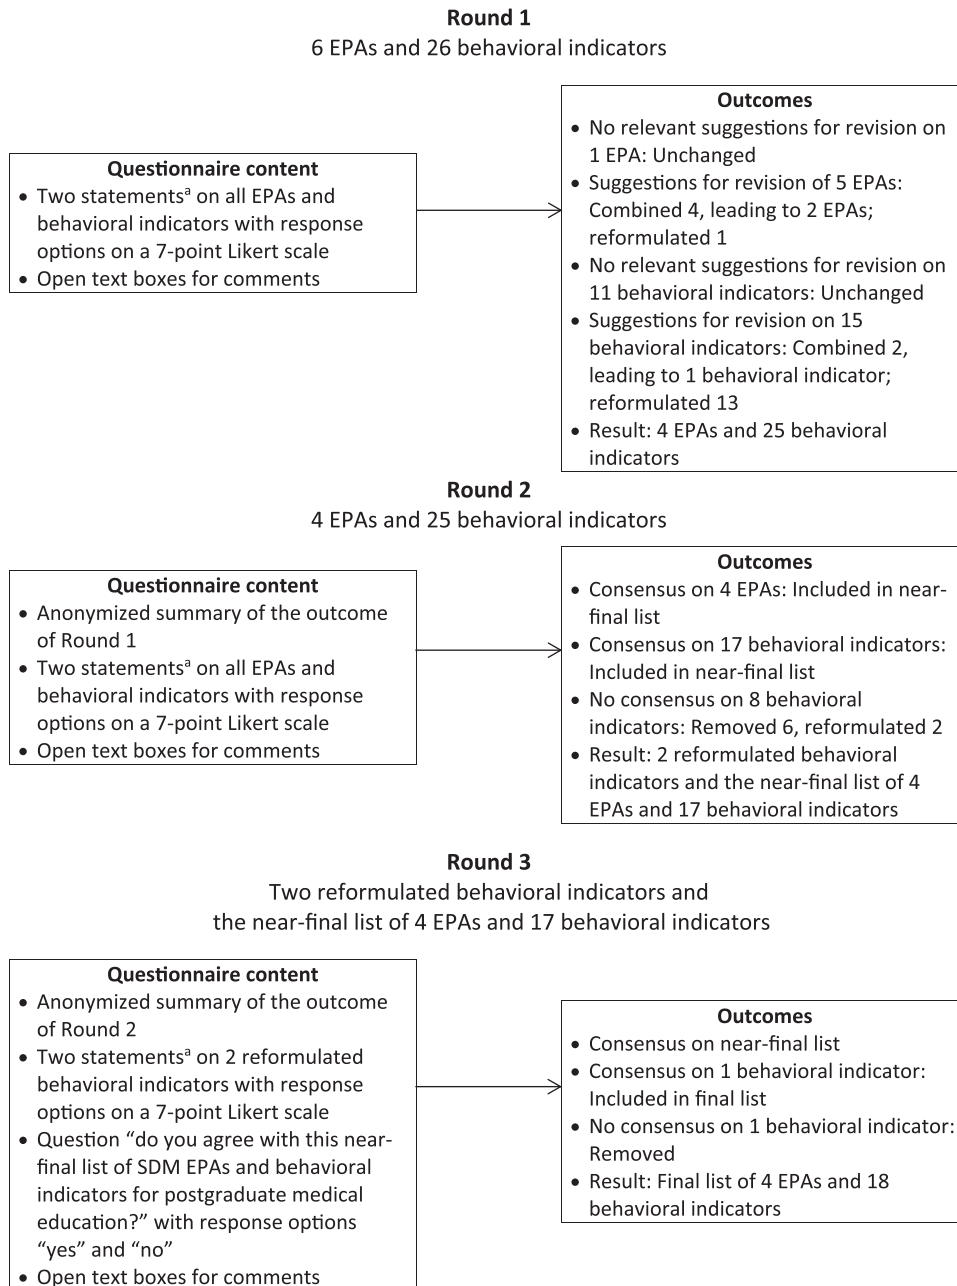 Round 1
6 EPAs and 26 behavioral indicators
Questionnaire content
• Two statementsᵃ on all EPAs and
behavioral indicators with response
options on a 7-point Likert scale
• Open text boxes for comments
Outcomes
• No relevant suggestions for revision on
1 EPA: Unchanged
• Suggestions for revision of 5 EPAs:
Combined 4, leading to 2 EPAs;
reformulated 1
• No relevant suggestions for revision on
11 behavioral indicators: Unchanged
• Suggestions for revision on 15
behavioral indicators: Combined 2,
leading to 1 behavioral indicator;
reformulated 13
• Result: 4 EPAs and 25 behavioral
indicators
Round 2
4 EPAs and 25 behavioral indicators
Questionnaire content
• Anonymized summary of the outcome
of Round 1
• Two statementsᵃ on all EPAs and
behavioral indicators with response
options on a 7-point Likert scale
• Open text boxes for comments
Outcomes
• Consensus on 4 EPAs: Included in near-
final list
• Consensus on 17 behavioral indicators:
Included in near-final list
• No consensus on 8 behavioral
indicators: Removed 6, reformulated 2
• Result: 2 reformulated behavioral
indicators and the near-final list of 4
EPAs and 17 behavioral indicators
Round 3
Two reformulated behavioral indicators and
the near-final list of 4 EPAs and 17 behavioral indicators
Questionnaire content
• Anonymized summary of the outcome
of Round 2
• Two statementsᵃ on 2 reformulated
behavioral indicators with response
options on a 7-point Likert scale
• Question “do you agree with this near-
final list of SDM EPAs and behavioral
indicators for postgraduate medical
education?” with response options
“yes” and “no”
• Open text boxes for comments
Outcomes
• Consensus on near-final list
• Consensus on 1 behavioral indicator:
Included in final list
• No consensus on 1 behavioral indicator:
Removed
• Result: Final list of 4 EPAs and 18
behavioral indicators